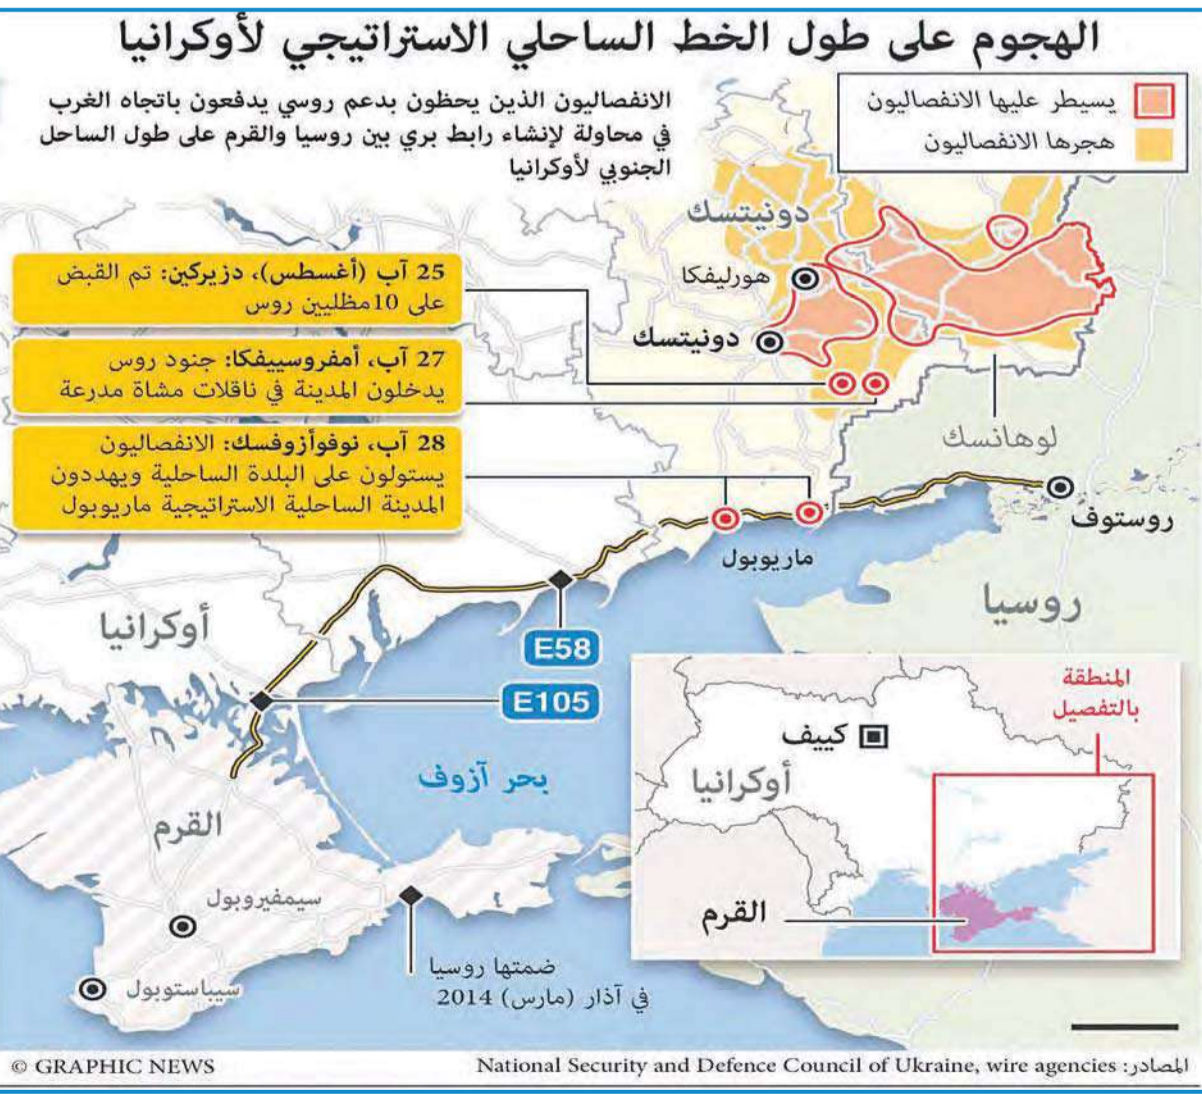 الهجوم على طول الخط الساحلي الاستراتيجي لأوكرانيا
الانفصاليون الذين يحظون بدعم روسي يدفعون باتجاه الغرب
في محاولة لإنشاء رابط بري بين روسيا والقرم على طول الساحل
الجنوبي لأوكرانيا
يسيطر عليها الانفصاليون
هجرها الانفصاليون
دونيتسك
هورليفكا
دونيتسك
25 آب (أغسطس)، دزيركين: تم القبض
على 10مظليين روس
27 آب، أمفروسييفكا: جنود روس
يدخلون المدينة في ناقلات مشاة مدرعة
28 آب، نوفوأزوفسك: الانفصاليون
يستولون على البلدة الساحلية ويهددون
المدينة الساحلية الاستراتيجية ماريوبول
لوهانسك
روستوف
ماريوبول
روسيا
أوكرانيا
E58
E105
بحر آزوف
القرم
سيمفيروبول
سيباستوبول
ضمتها روسيا
في آذار (مارس) 2014
المنطقة
بالتفصيل
كييف
أوكرانيا
القرم
المصادر: National Security and Defence Council of Ukraine, wire agencies
© GRAPHIC NEWS